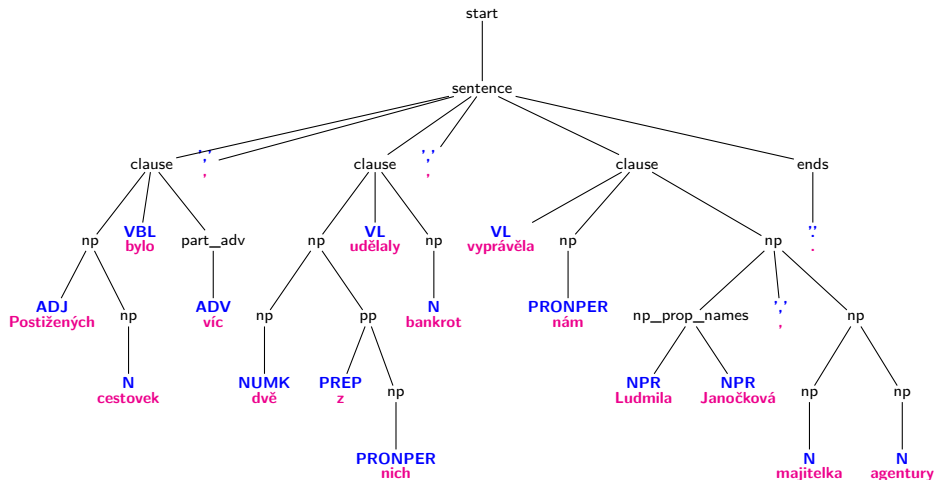 start
sentence
clause ',' clause ',' clause ends
, ,
np VBL part_adv np VL np VL np np '.'
bylo udělaly vyprávěla .
ADJ np ADV np pp N PRONPER np_prop_names ',' np
Postižených víc bankrot nám ,
N NUMK PREP np NPR NPR np np
cestovek dvě z Ludmila Janočková
PRONPER N N
nich majitelka agentury